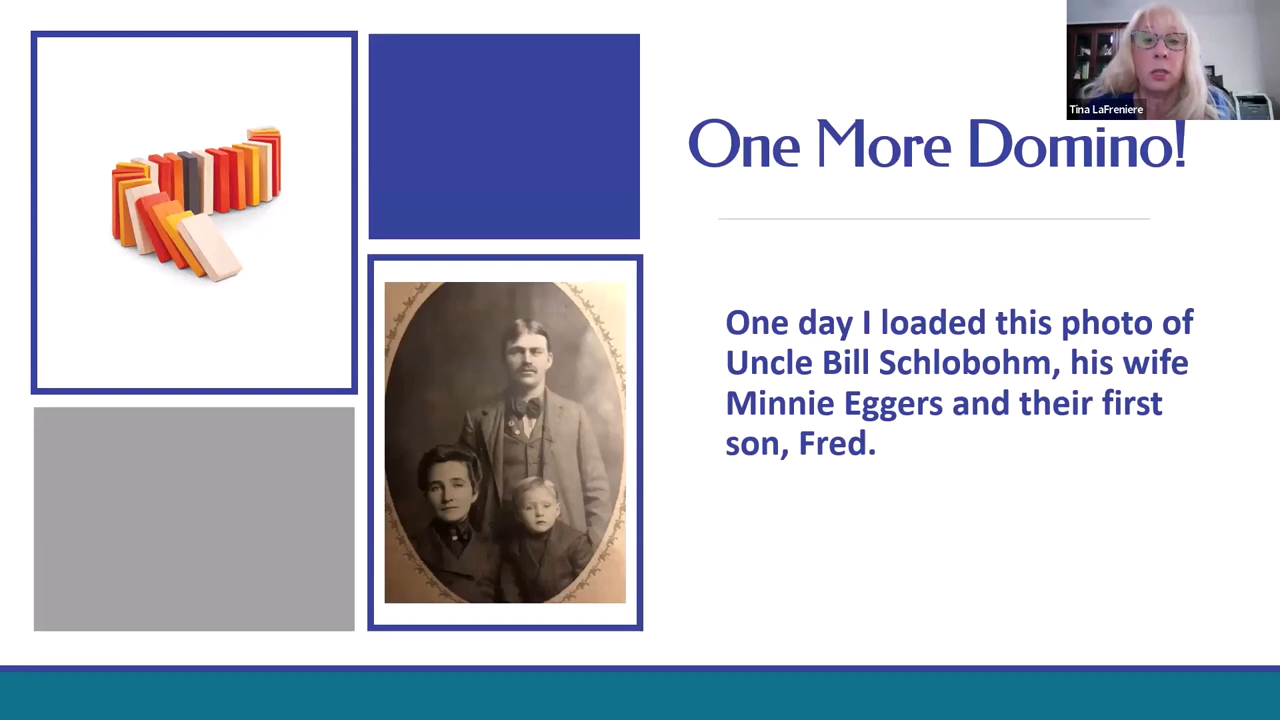 Tina LaFreniere
One More Domino!
One day I loaded this photo of
Uncle Bill Schlobohm, his wife
Minnie Eggers and their first
son, Fred.